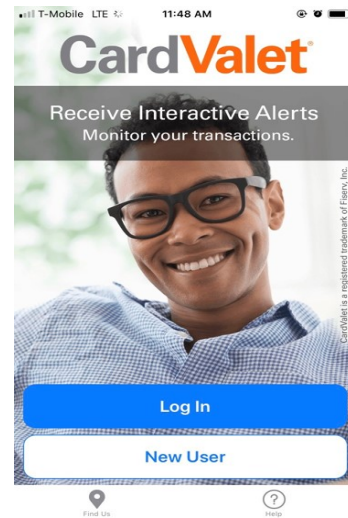 T-Mobile LTE 11:48 AM
CardValet®
Receive Interactive Alerts
Monitor your transactions.
CardValet is a registered trademark of Fiserv, Inc.
Log In
New User
Find Us
Help